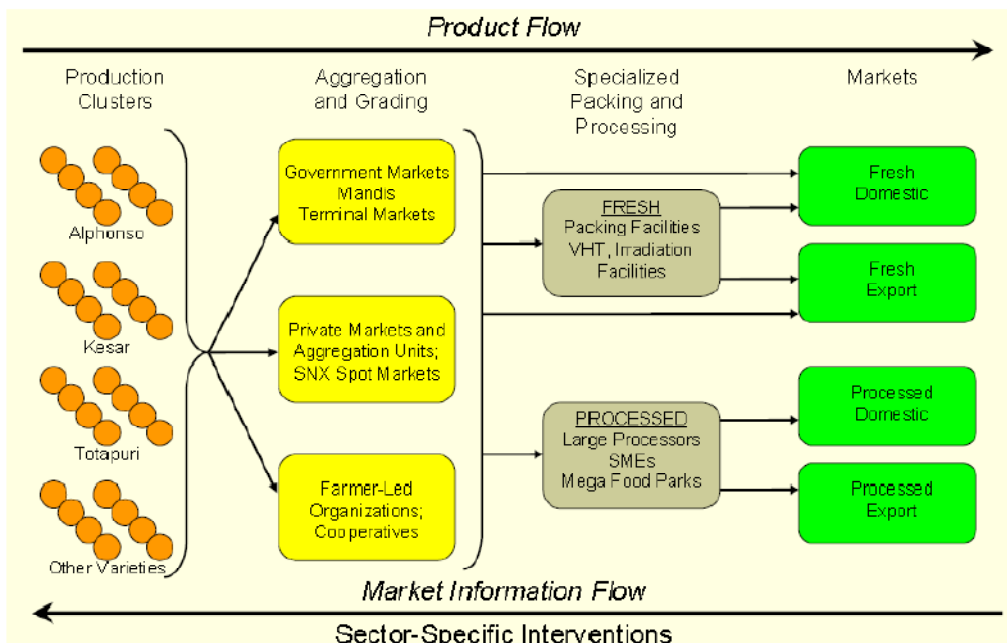 Product Flow
Production
Clusters
Aggregation
and Grading
Specialized
Packing and
Processing
Markets
Alphonso
Kesar
Totapuri
Other Varieties
Government Markets
Mandis
Terminal Markets
Private Markets and
Aggregation Units;
SNX Spot Markets
Farmer-Led
Organizations;
Cooperatives
FRESH
Packing Facilities
VHT, Irradiation
Facilities
PROCESSED
Large Processors
SMEs
Mega Food Parks
Fresh
Domestic
Fresh
Export
Processed
Domestic
Processed
Export
Market Information Flow
Sector-Specific Interventions